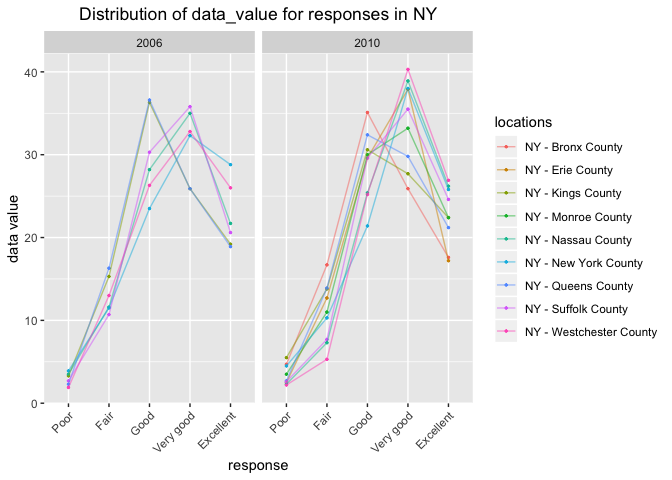 Distribution of data_value for responses in NY
2006
2010
data value
40
30
20
10
0
Poor
Fair
Good
Very good
Excellent
Poor
Fair
Good
Very good
Excellent
response
locations
NY - Bronx County
NY - Erie County
NY - Kings County
NY - Monroe County
NY - Nassau County
NY - New York County
NY - Queens County
NY - Suffolk County
NY - Westchester County